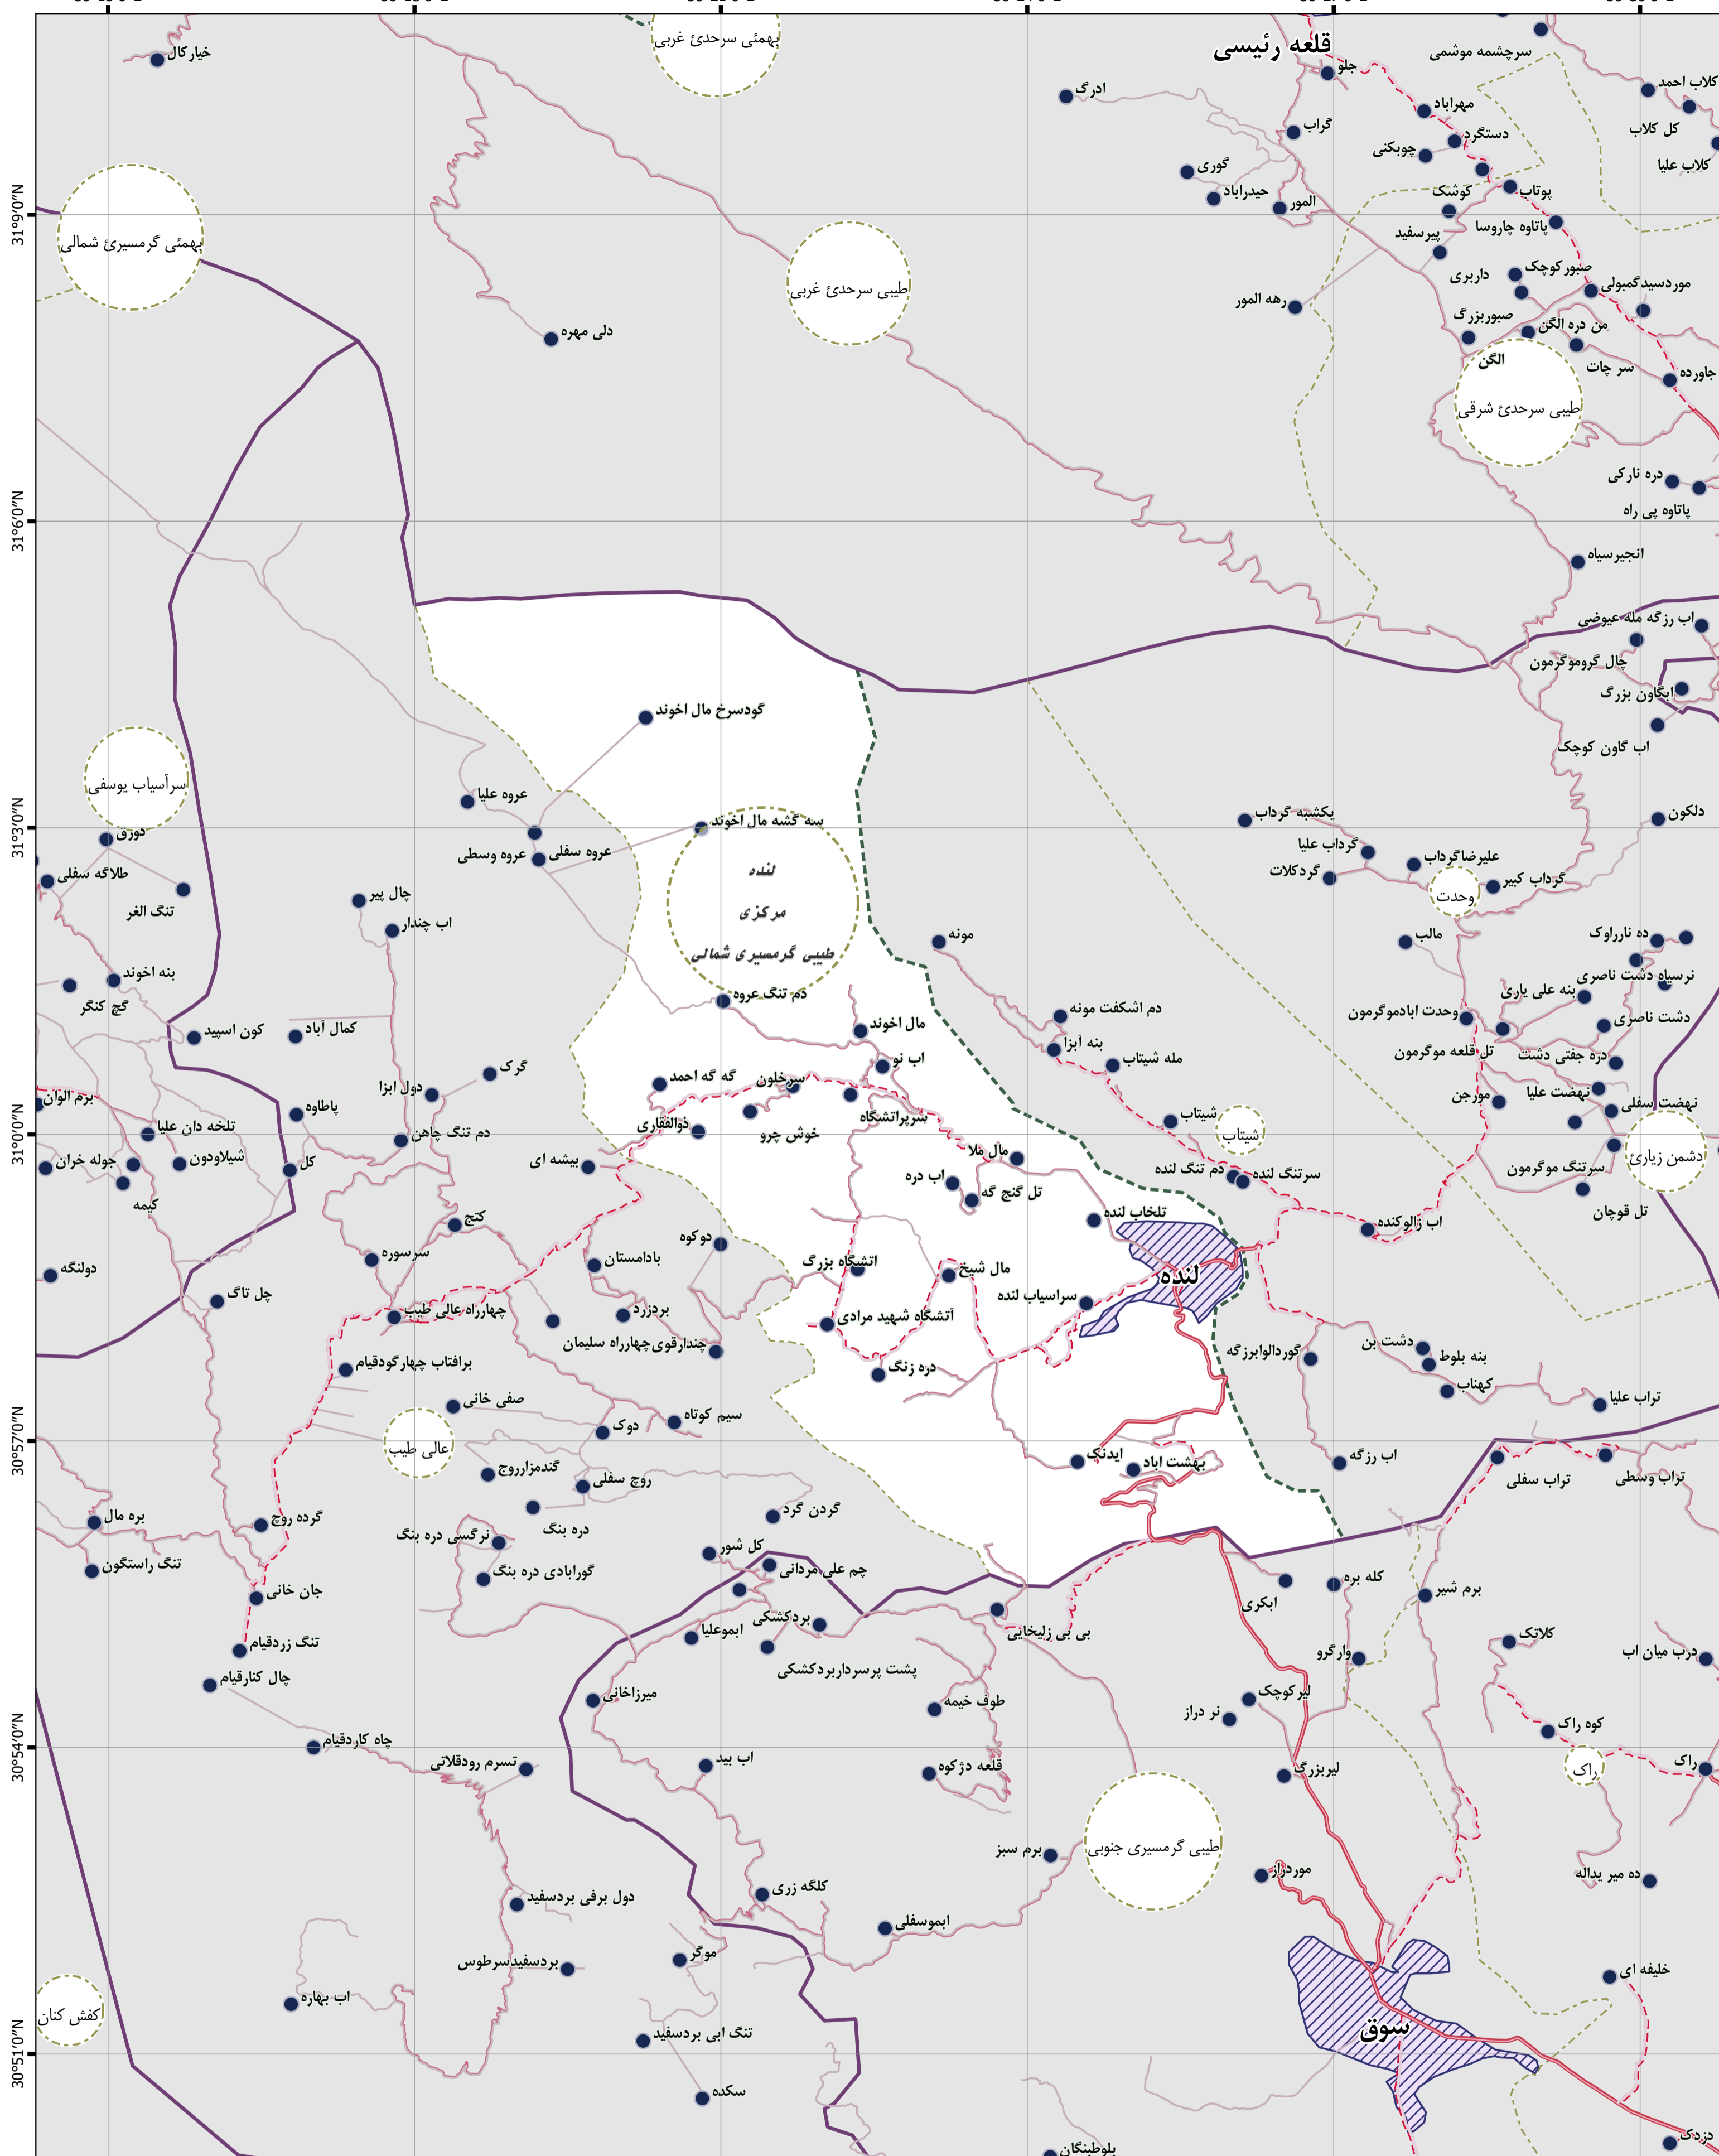 بهمئی سرحدئ غربی
قلعه رئیسی
خیارکال
سرچشمه موشمی
جلو
ادرگ
کلاب احمد
مهراباد
کل کلاب
گراب
دستگرد
چوبکنی
کلاب علیا
گوری
حیدراباد
المور
کوشک
پوتاب
31°9'0"N
بهمئی گرمسیرئ شمالی
پیرسفید
پاتاوه چاروسا
طیبی سرحدئ غربی
داربری
صبورکوچک
موردسیدگمبولی
رهه المور
صبوربزرگ
من دره الگن
دلی مهره
الگن
سر چات
جاورده
طیبی سرحدئ شرقی
دره نارکی
31°6'0"N
پاتاوه پی راه
انجیرسیاه
اب رزگه مله عیوضی
چال گروموگرمون
ابگاون بزرگ
گودسرخ مال اخوند
اب گاون کوچک
سرآسیاب یوسفی
عروه علیا
31°3'0"N
سه گشه مال اخوند
یکشبه گرداب
دلکون
دورق
عروه وسطی
عروه سفلی
گرداب علیا
علیرضاگرداب
طلاگه سفلی
گردکلات
گرداب کبیر
لنده
مرکزی
طیبی گرمسیری شمالی
وحدت
تنگ الغر
چال پیر
اب چندار
مونه
مالب
ده نارراوک
بنه اخوند
نرسیاه دشت ناصری
گچ کنگر
دم تنگ عروه
بنه علی یاری
دم اشکفت مونه
وحدت ابادموگرمون
دشت ناصری
کون اسپید
کمال آباد
مال اخوند
بنه آبزا
تل قلعه موگرمون
دره جفتی دشت
اب نو
مله شیتاب
گرک
گه گه احمد
سرخلون
دول ابزا
نهضت علیا
مورجن
برم الوان
پاطاوه
ذوالفقاری
خوش چرو
سرپراتشگاه
شیتاب
نهضت سفلی
31°0'0"N
تلخه دان علیا
دم تنگ چاهن
شیتاب
دشمن زیارئ
جوله خران
شیلاودون
کل
بیشه ای
مال ملا
دم تنگ لنده
سرتنگ لنده
سرتنگ موگرمون
اب دره
تل گنج گه
کیمه
تلخاب لنده
تل قوچان
کتج
اب زالوکنده
دوکوه
دولنگه
سرسوره
بادامستان
اتشگاه بزرگ
مال شیخ
لنده
چل تاگ
سراسیاب لنده
چهارراه عالی طیب
بردزرد
آتشگاه شهید مرادی
چندارقوی چهارراه سلیمان
گوردالوابرزگه
دشت بن
بنه بلوط
برافتاب چهارگودقیام
دره زنگ
کهناب
تراب علیا
صفی خانی
سیم کوتاه
30°57'0"N
عالی طیب
دوک
گندمزارروچ
ایدنک
بهشت اباد
اب رزگه
روچ سفلی
تراب سفلی
تراب وسطی
گردن گرد
بره مال
گرده روچ
دره بنگ
نرگسی دره بنگ
کل شور
تنگ راستگون
گورابادی دره بنگ
چم علی مردانی
جان خانی
کله بره
برم شیر
ابکری
بردکشکی
ابموعلیا
بی بی زلیخایی
تنگ زردقیام
کلاتک
وارگرو
درب میان اب
چال کنارقیام
پشت پرسرداربردکشکی
میرزاخانی
طوف خیمه
لیرکوچک
نر دراز
کوه راک
30°54'0"N
چاه کاردقیام
تسرم رودقلاتی
اب بید
قلعه دژکوه
لیربزرگ
راک
راک
طیبی گرمسیری جنوبی
برم سبز
موردراز
ده میر یداله
کلگه زری
دول برفی بردسفید
ابموسفلی
موگر
بردسفیدسرطوس
خلیفه ای
کفش کنان
اب بهاره
سوق
30°51'0"N
تنگ ابی بردسفید
سکده
دزدک
بلوطبنگان